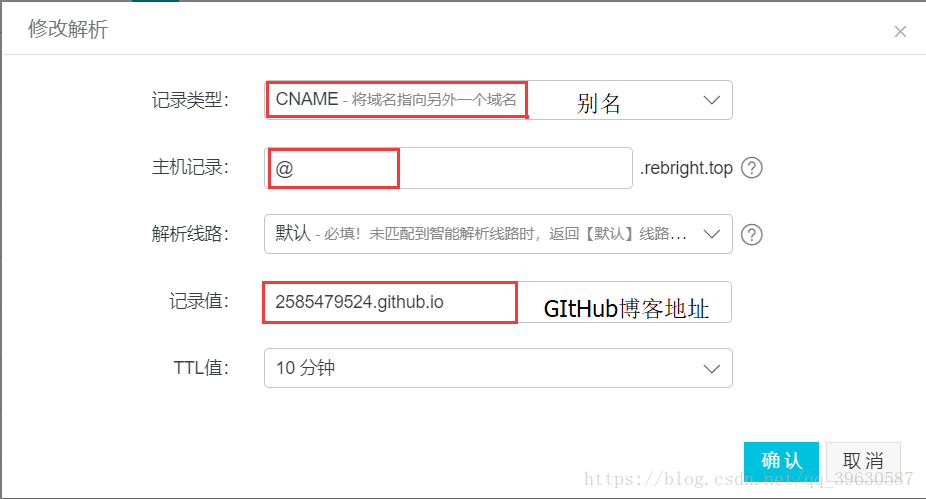 修改解析
记录类型： CNAME - 将域名指向另外一个域名 别名
主机记录： @ .rebright.top ?
解析线路： 默认 - 必填！未匹配到智能解析线路时，返回【默认】线路... ?
记录值： 2585479524.github.io GItHub博客地址
TTL值： 10 分钟
确认 取消
https://blog.csdn.net/qq_39630587